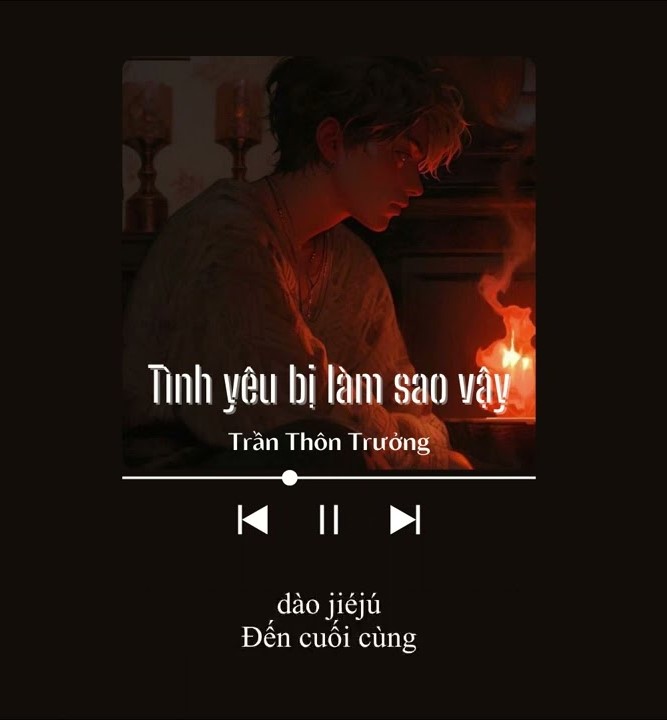 Tình yêu bị làm sao vậy
Trần Thôn Trưởng
dào jiéjú
Đến cuối cùng